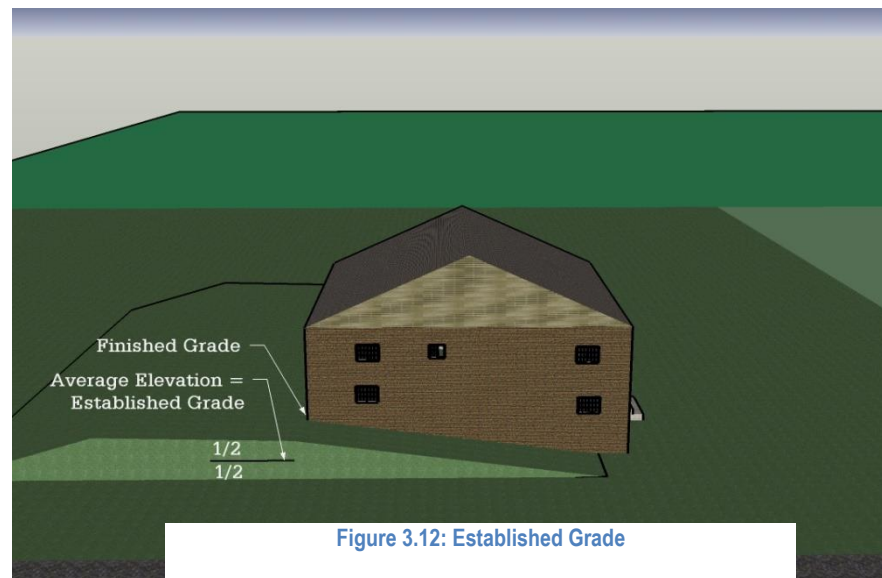 Finished Grade
Average Elevation =
Established Grade
1/2
1/2
Figure 3.12: Established Grade